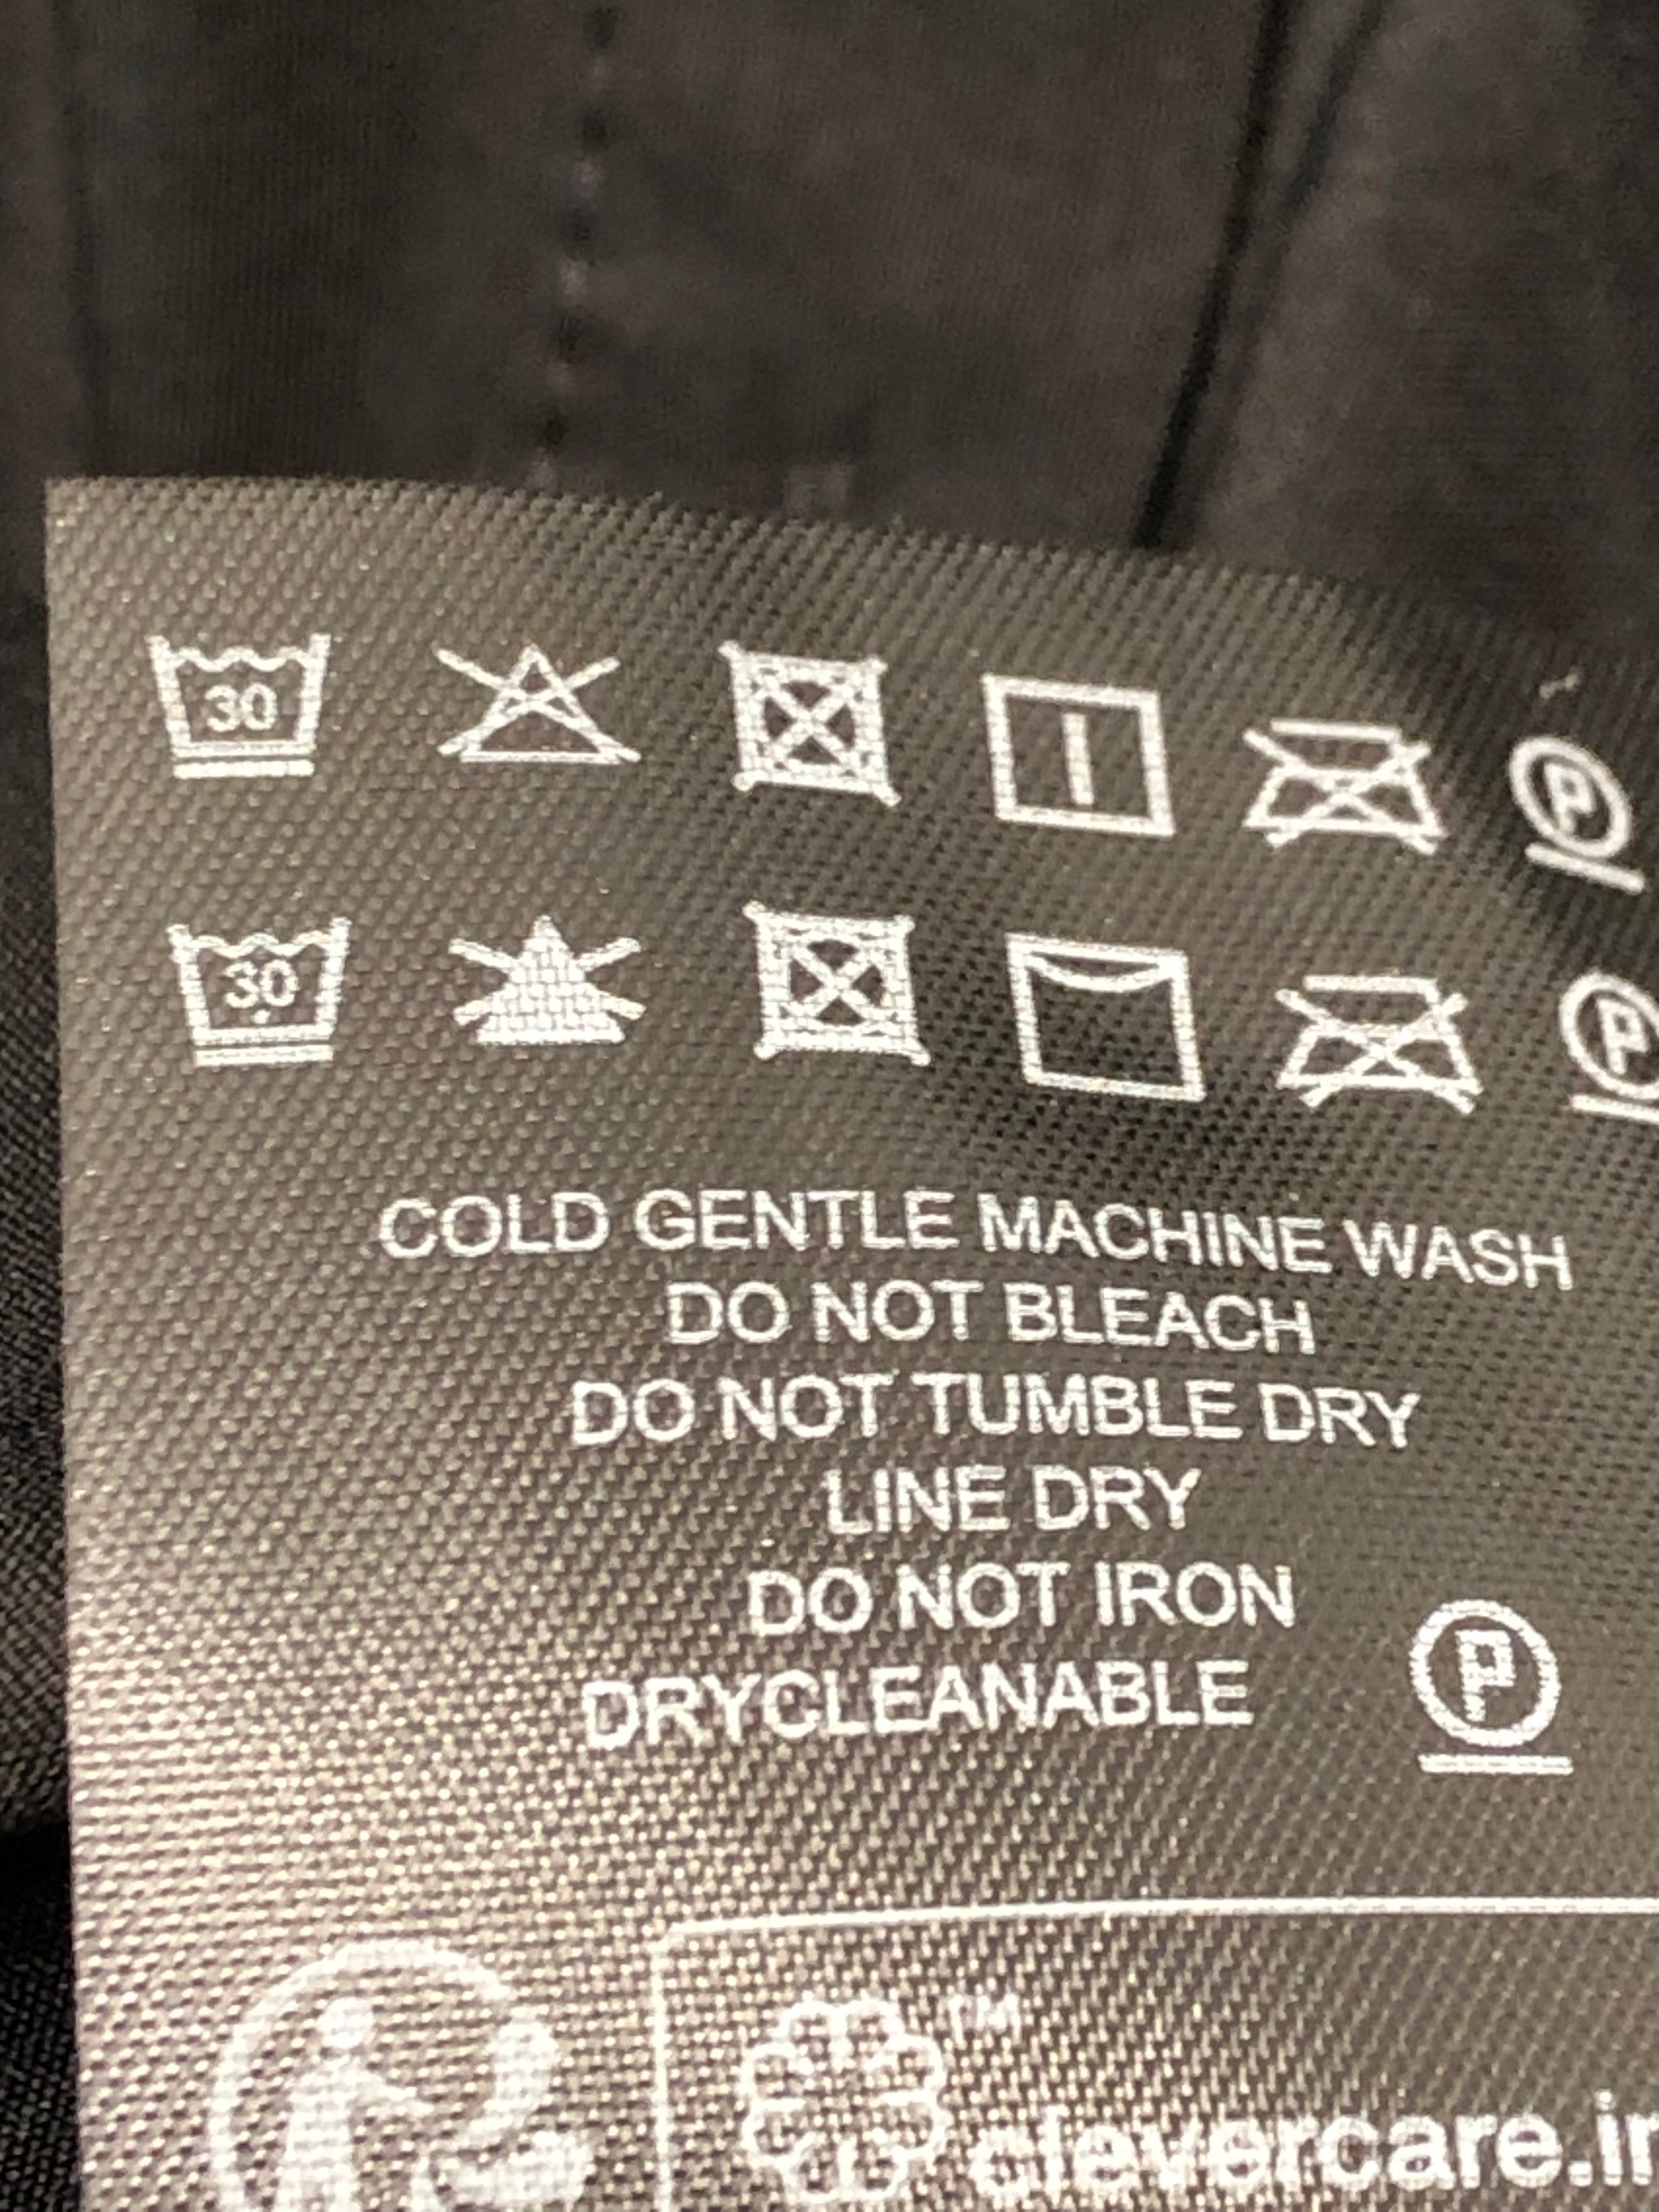 30 P
30 P
COLD GENTLE MACHINE WASH
DO NOT BLEACH
DO NOT TUMBLE DRY
LINE DRY
DO NOT IRON
DRYCLEANABLE P
TM
clevercare.in